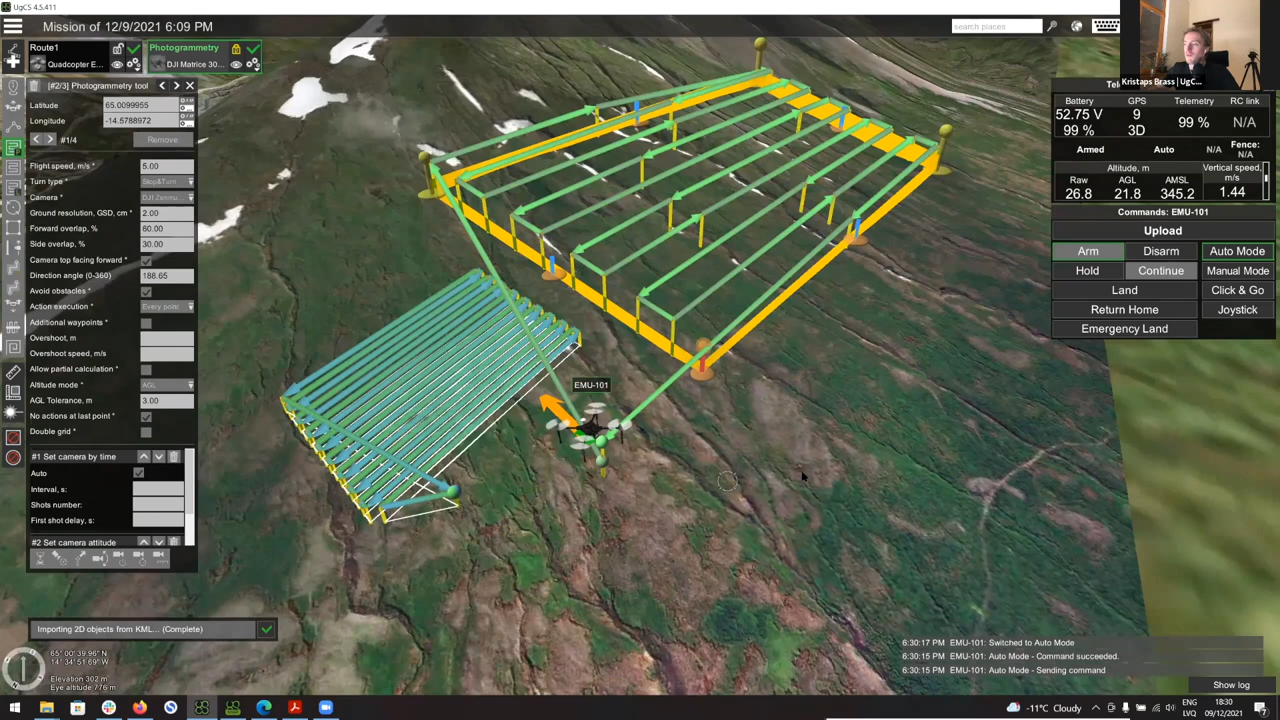 UgCS 4.5.411
Mission of 12/9/2021 6:09 PM
search places
Route1
Quadcopter E...
Photogrammetry
DJI Matrice 30...
Kristaps Brass | UgC...
[#2/3] Photogrammetry tool
Latitude 65.0099955
Longitude -14.5788972
#1/4 Remove
Flight speed, m/s * 5.00
Turn type * Stop&Turn
Camera * DJI Zenmu...
Ground resolution, GSD, cm * 2.00
Forward overlap, % 60.00
Side overlap, % 30.00
Camera top facing forward *
Direction angle (0-360) 188.65
Avoid obstacles *
Action execution * Every point
Additional waypoints *
Overshoot, m
Overshoot speed, m/s
Allow partial calculation *
Altitude mode * AGL
AGL Tolerance, m 3.00
No actions at last point *
Double grid *
#1 Set camera by time
Auto
Interval, s:
Shots number:
First shot delay, s:
#2 Set camera attitude
Importing 2D objects from KML... (Complete)
65° 00' 39.96" N
14° 34' 51.69" W
Elevation 302 m
Eye altitude 776 m
EMU-101
Battery GPS Telemetry RC link
52.75 V 9
99 % 3D 99 % N/A
Armed Auto N/A Fence: N/A
Altitude, m Vertical speed, m/s
Raw AGL AMSL
26.8 21.8 345.2 1.44
Commands: EMU-101
Upload
Arm Disarm Auto Mode
Hold Continue Manual Mode
Land Click & Go
Return Home Joystick
Emergency Land
6:30:17 PM EMU-101: Switched to Auto Mode
6:30:15 PM EMU-101: Auto Mode - Command succeeded.
6:30:15 PM EMU-101: Auto Mode - Sending command
Show log
-11°C Cloudy
ENG
LVQ
18:30
09/12/2021
7